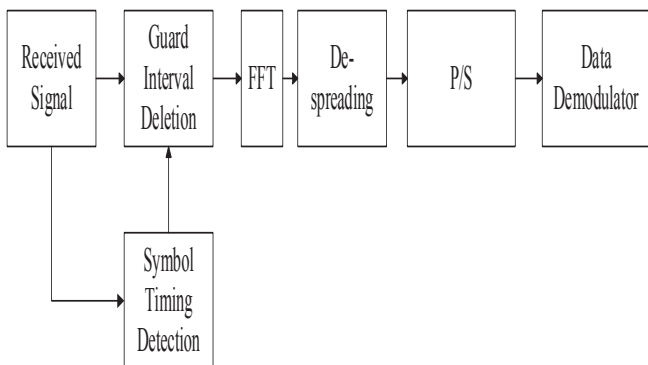 Received
Signal
Guard
Interval
Deletion
FFT
De-
spreading
P/S
Data
Demodulator
Symbol
Timing
Detection